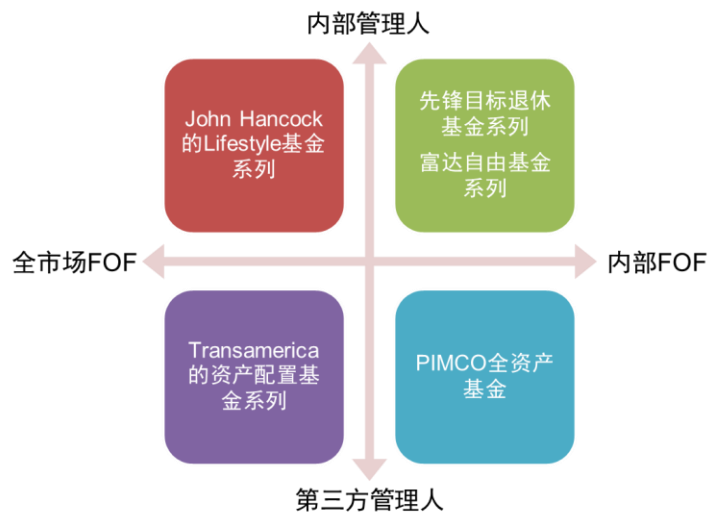 内部管理人
John Hancock
的Lifestyle基金
系列
先锋目标退休
基金系列
富达自由基金
系列
全市场FOF
内部FOF
Transamerica
的资产配置基
金系列
PIMCO全资产
基金
第三方管理人